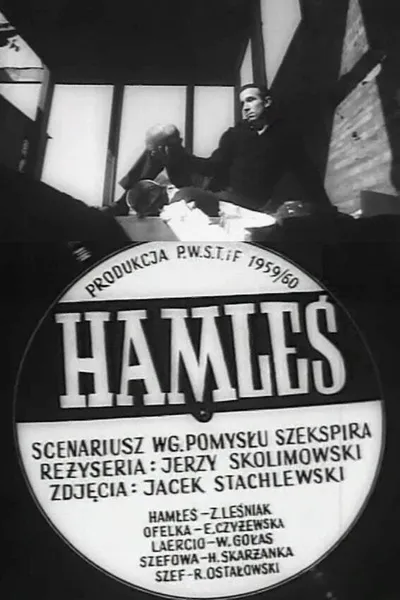 PRODUKCJA P.W.S.T.iF 1959/60
HAMLEŚ
SCENARIUSZ WG. POMYSŁU SZEKSPIRA
REŻYSERIA: JERZY SKOLIMOWSKI
ZDJĘCIA: JACEK STACHLEWSKI
HAMŁEŚ-Z.LEŚNIAK
OFELKA-E.CZYŻEWSKA
LAERCIO-W.GOŁAS
SZEFOWA-H.SKARŻANKA
SZEF-R.OSTAŁOWSKI